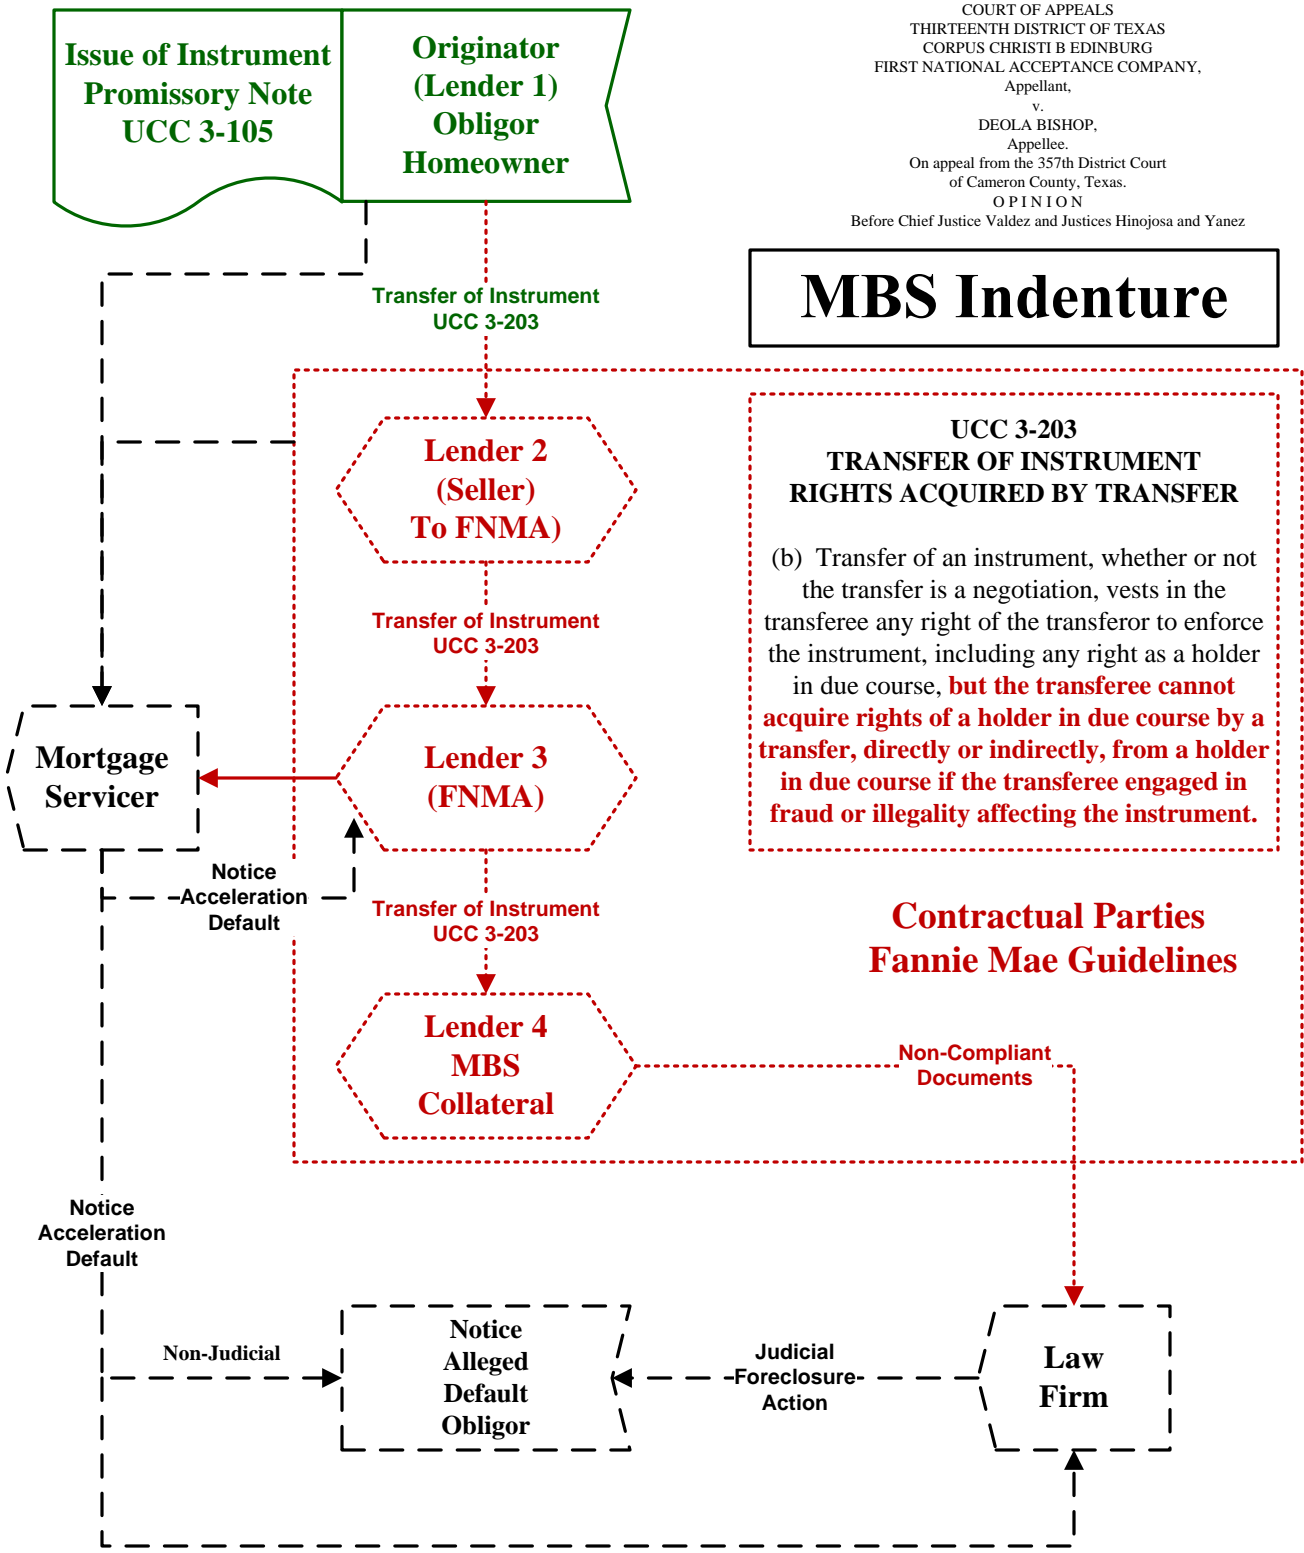 Issue of Instrument
Promissory Note
UCC 3-105
Originator
(Lender 1)
Obligor
Homeowner
COURT OF APPEALS
THIRTEENTH DISTRICT OF TEXAS
CORPUS CHRISTI B EDINBURG
FIRST NATIONAL ACCEPTANCE COMPANY,
Appellant,
v.
DEOLA BISHOP,
Appellee.
On appeal from the 357th District Court
of Cameron County, Texas.
O P I N I O N
Before Chief Justice Valdez and Justices Hinojosa and Yanez
MBS Indenture
Transfer of Instrument
UCC 3-203
Lender 2
(Seller)
To FNMA)
UCC 3-203
TRANSFER OF INSTRUMENT
RIGHTS ACQUIRED BY TRANSFER
(b) Transfer of an instrument, whether or not
the transfer is a negotiation, vests in the
transferee any right of the transferor to enforce
the instrument, including any right as a holder
in due course, but the transferee cannot
acquire rights of a holder in due course by a
transfer, directly or indirectly, from a holder
in due course if the transferee engaged in
fraud or illegality affecting the instrument.
Transfer of Instrument
UCC 3-203
Mortgage
Servicer
Lender 3
(FNMA)
Notice
Acceleration
Default
Transfer of Instrument
UCC 3-203
Contractual Parties
Fannie Mae Guidelines
Lender 4
MBS
Collateral
Non-Compliant
Documents
Notice
Acceleration
Default
Non-Judicial
Notice
Alleged
Default
Obligor
Judicial
Foreclosure
Action
Law
Firm